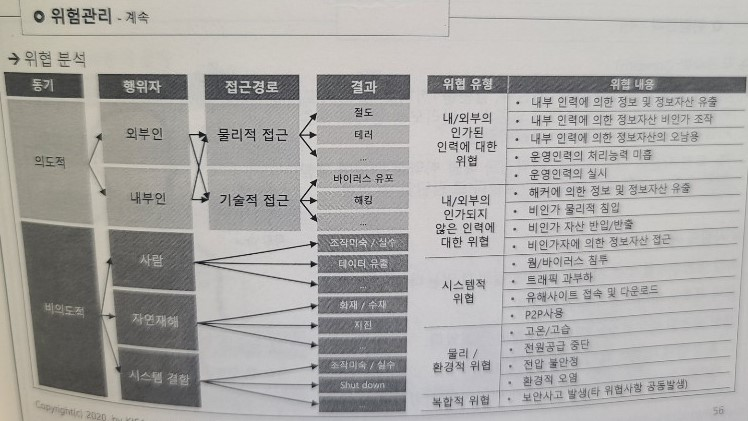 위험관리 - 계속
→ 위협 분석
동기
행위자
접근경로
결과
의도적
외부인
내부인
물리적 접근
기술적 접근
절도
테러
...
바이러스 유포
해킹
...
비의도적
사람
자연재해
시스템 결함
조작미숙 / 실수
데이터 유출
...
화재 / 수재
지진
...
조작미숙 / 실수
Shut down
...
위협 유형
위협 내용
내/외부의
인가된
인력에 대한
위협
• 내부 인력에 의한 정보 및 정보자산 유출
• 내부 인력에 의한 정보자산 비인가 조작
• 내부 인력에 의한 정보자산의 오남용
• 운영인력의 처리능력 미흡
• 운영인력의 실시
내/외부의
인가되지
않은 인력에
대한 위협
• 해커에 의한 정보 및 정보자산 유출
• 비인가 물리적 침입
• 비인가 자산 반입/반출
• 비인가자에 의한 정보자산 접근
시스템적
위협
• 웜/바이러스 침투
• 트래픽 과부하
• 유해사이트 접속 및 다운로드
• P2P사용
물리 /
환경적 위협
• 고온/고습
• 전원공급 중단
• 전압 불안정
• 환경적 오염
복합적 위협
• 보안사고 발생(타 위협사항 공동발생)
Copyright(c) 2020, by
56